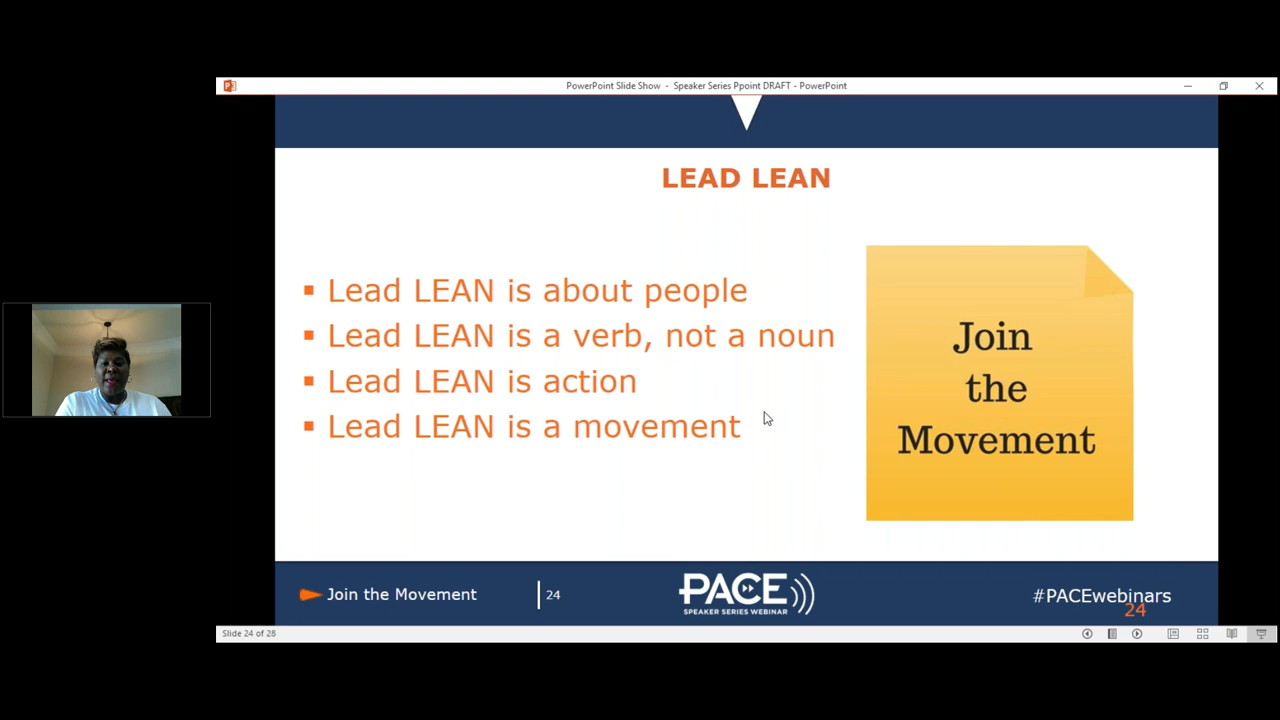 PowerPoint Slide Show - Speaker Series Ppoint DRAFT - PowerPoint
LEAD LEAN
▪ Lead LEAN is about people
▪ Lead LEAN is a verb, not a noun
▪ Lead LEAN is action
▪ Lead LEAN is a movement
Join
the
Movement
Join the Movement
24
PACE
SPEAKER SERIES WEBINAR
#PACEwebinars
24
Slide 24 of 28